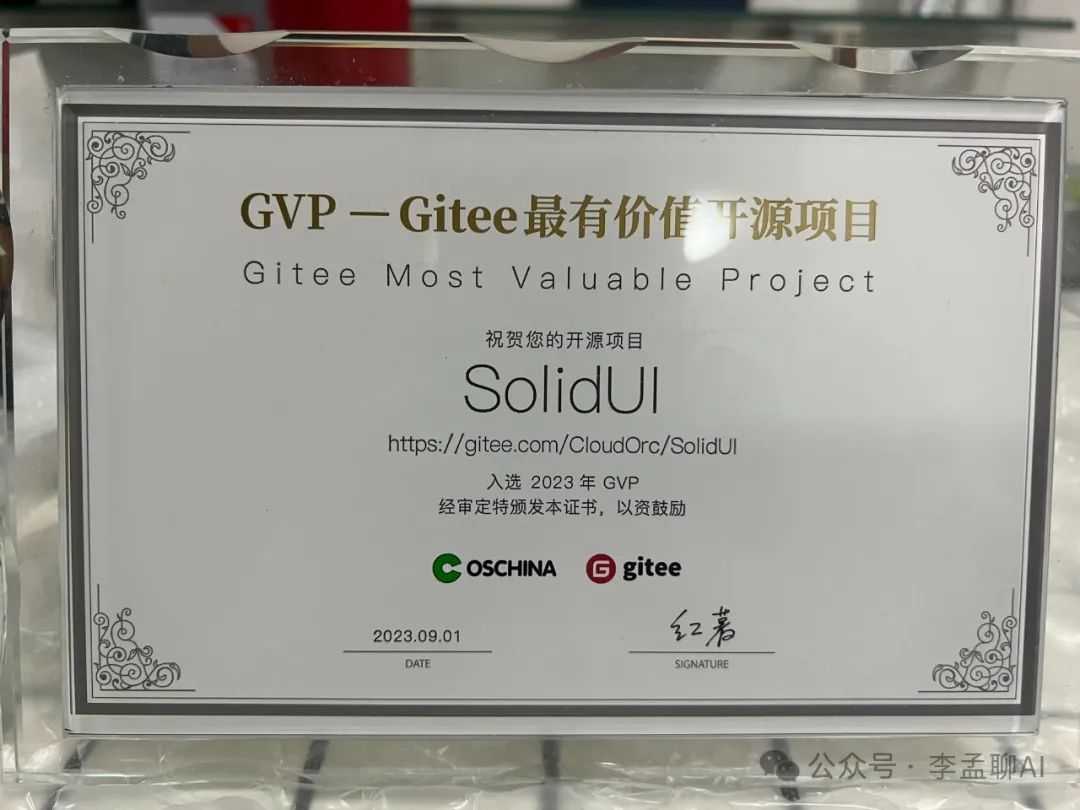 GVP — Gitee最有价值开源项目
Gitee Most Valuable Project
祝贺您的开源项目
SolidUI
https://gitee.com/CloudOrc/SolidUI
入选 2023 年 GVP
经审定特颁发本证书，以资鼓励
OSCHINA gitee
2023.09.01 红薯
DATE SIGNATURE
公众号 · 李孟聊AI